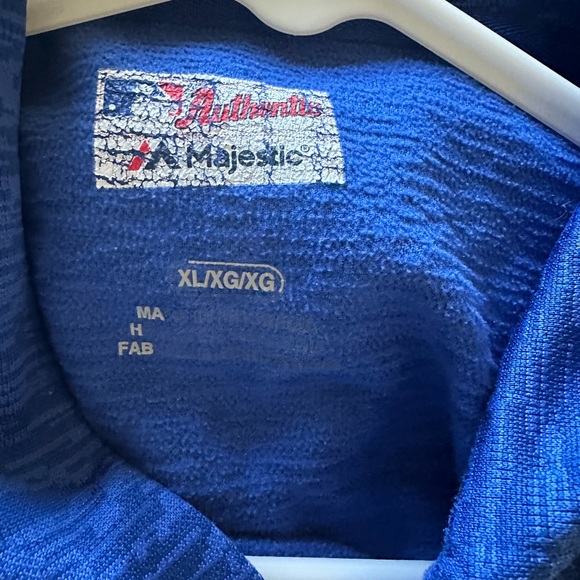 Authentic
Majestic
XL/XG/XG
MA
H
FAB